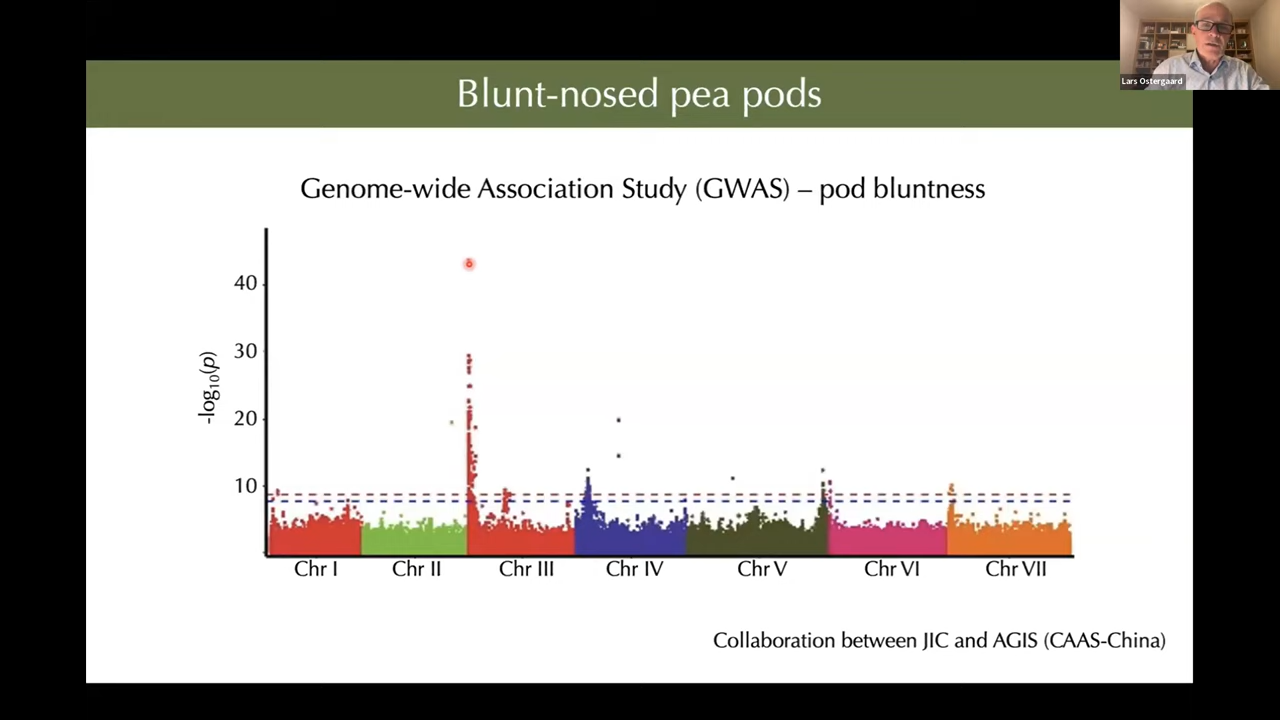 Blunt-nosed pea pods
Lars Ostergaard
Genome-wide Association Study (GWAS) – pod bluntness
-log10(p)
40
30
20
10
Chr I
Chr II
Chr III
Chr IV
Chr V
Chr VI
Chr VII
Collaboration between JIC and AGIS (CAAS-China)